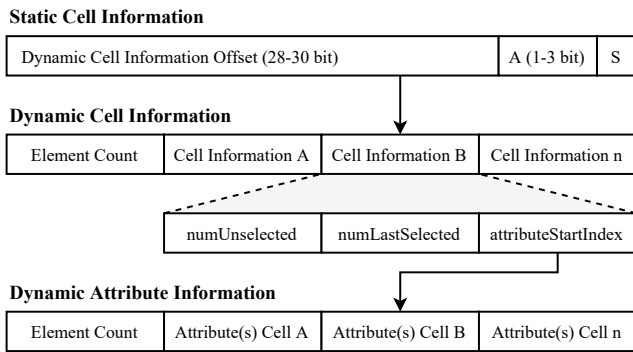 Static Cell Information
Dynamic Cell Information Offset (28-30 bit) A (1-3 bit) S
Dynamic Cell Information
Element Count Cell Information A Cell Information B Cell Information n
numUnselected numLastSelected attributeStartIndex
Dynamic Attribute Information
Element Count Attribute(s) Cell A Attribute(s) Cell B Attribute(s) Cell n